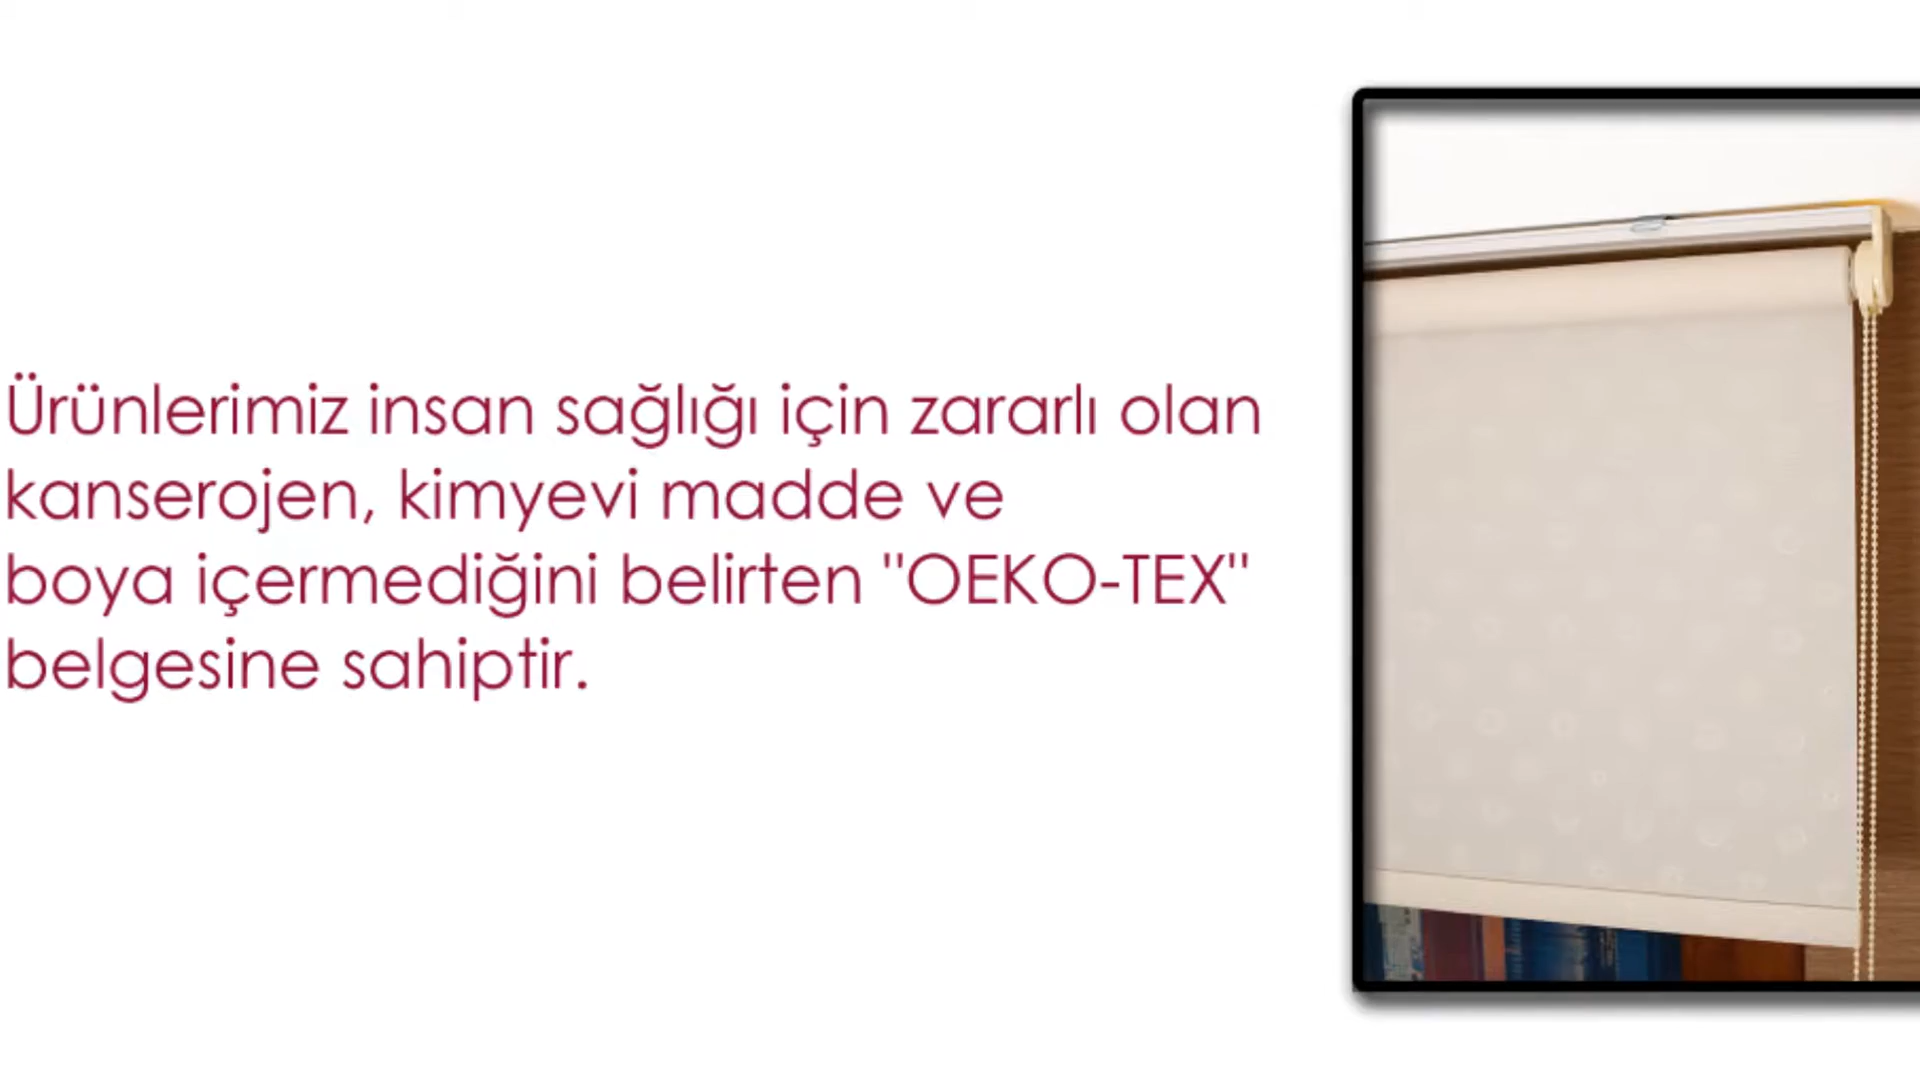 Ürünlerimiz insan sağlığı için zararlı olan
kanserojen, kimyevi madde ve
boya içermediğini belirten "OEKO-TEX"
belgesine sahiptir.